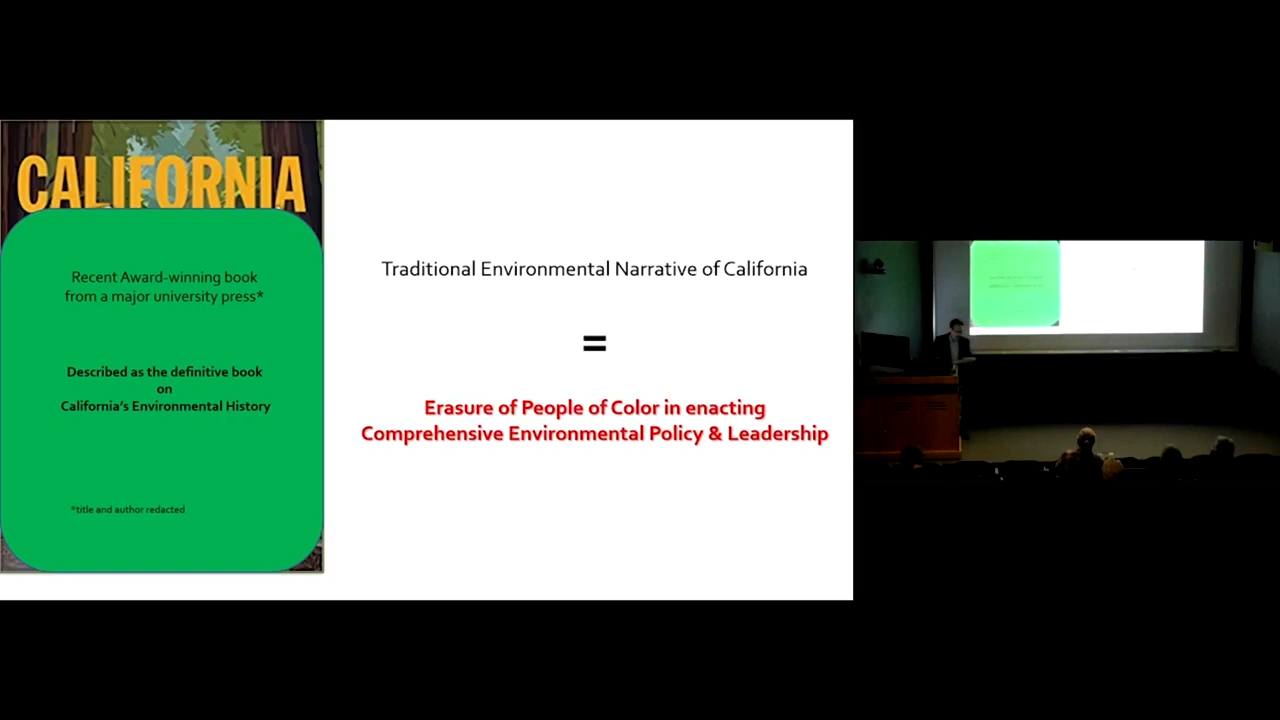 CALIFORNIA
Recent Award-winning book
from a major university press*
Described as the definitive book
on
California's Environmental History
*title and author redacted
Traditional Environmental Narrative of California
=
Erasure of People of Color in enacting
Comprehensive Environmental Policy & Leadership